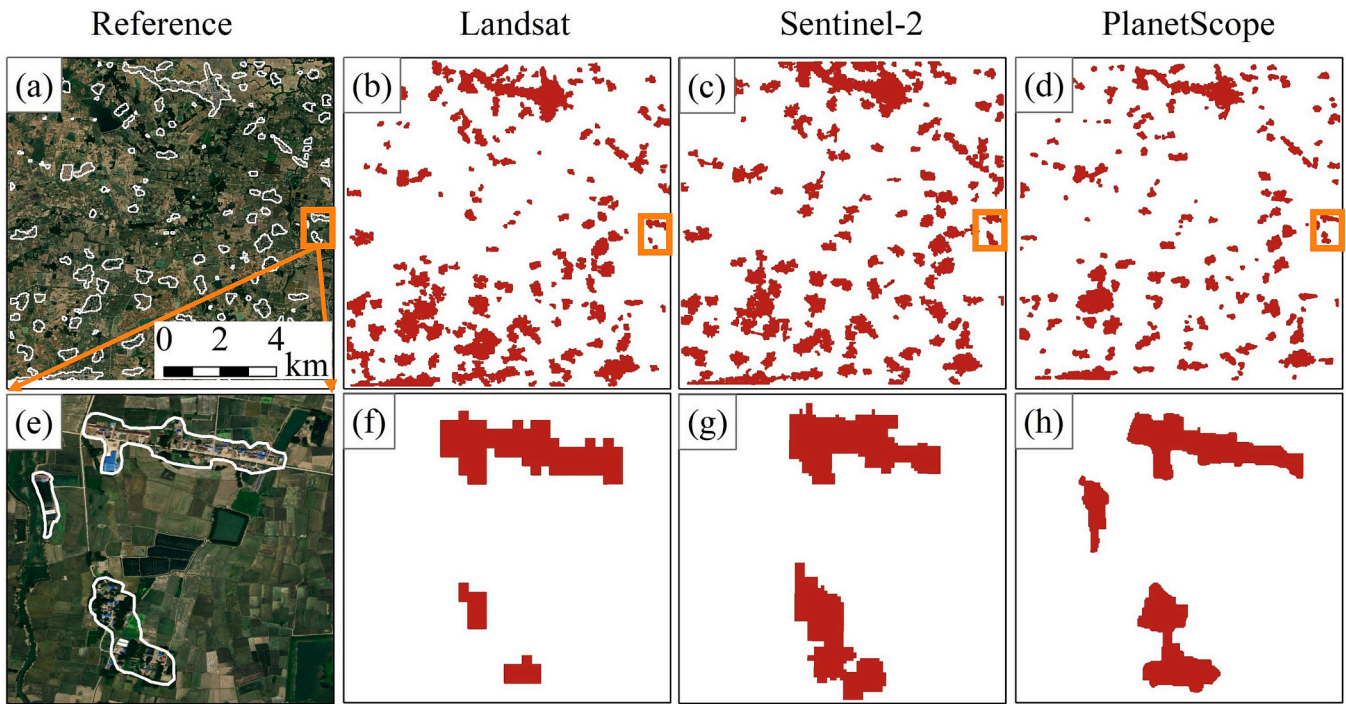 Reference Landsat Sentinel-2 PlanetScope
(a) (b) (c) (d)
0 2 4
km
(e) (f) (g) (h)